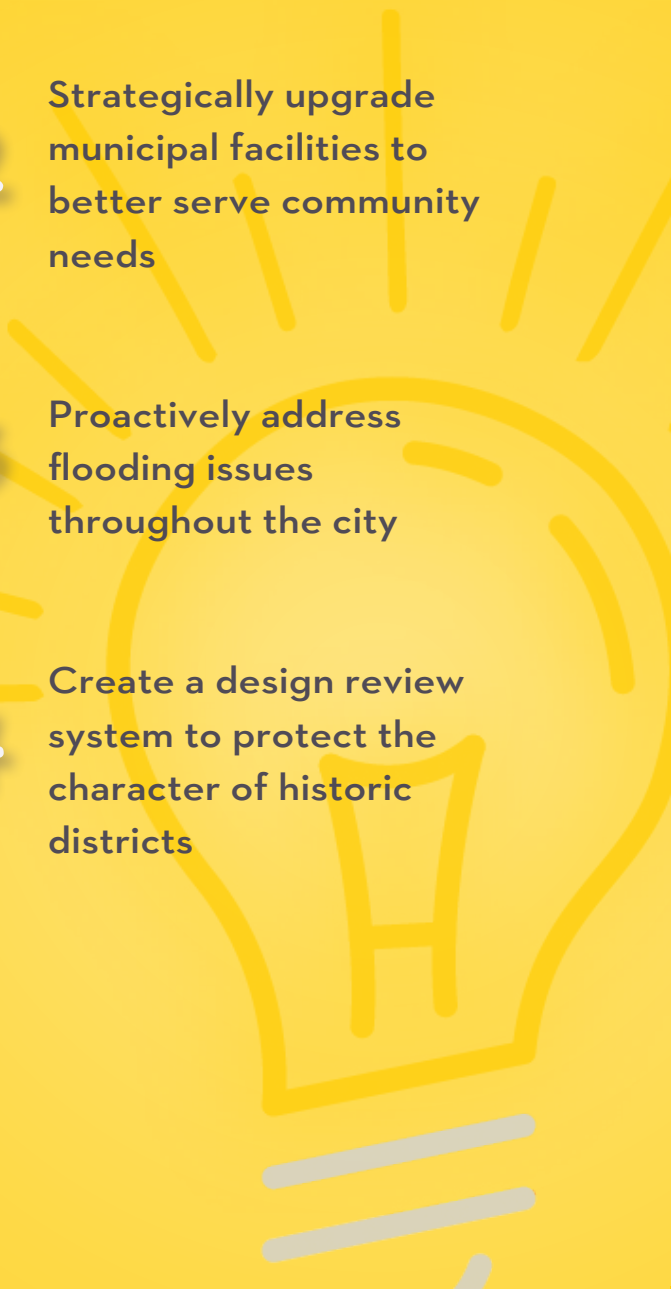 Strategically upgrade
municipal facilities to
better serve community
needs
Proactively address
flooding issues
throughout the city
Create a design review
system to protect the
character of historic
districts